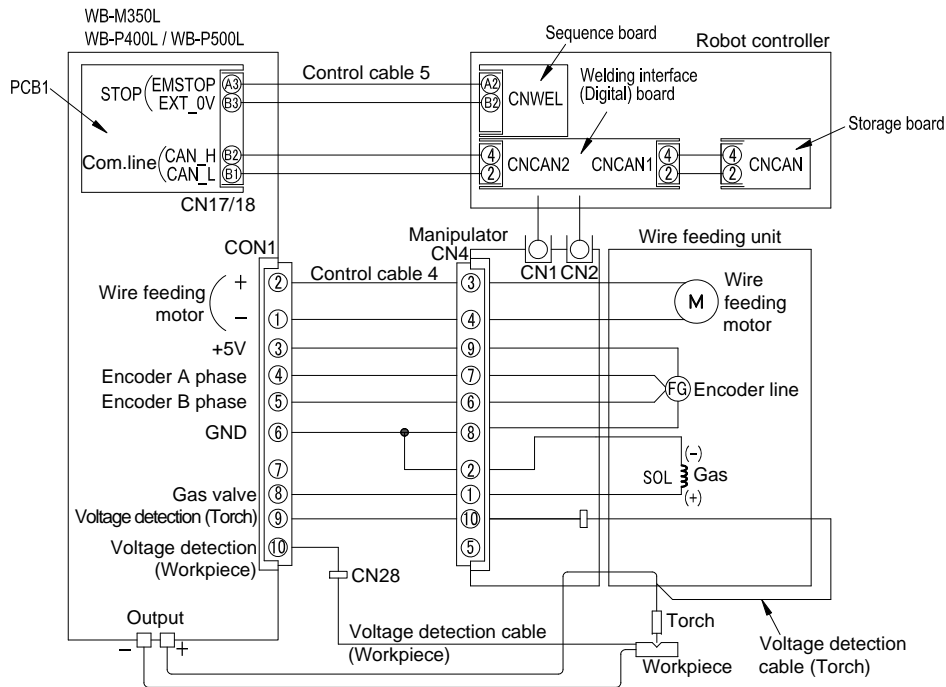 WB-M350L
WB-P400L / WB-P500L
PCB1
STOP
EMSTOP
EXT_0V
A3
B3
Com.line
CAN_H
CAN_L
B2
B1
CN17/18
Control cable 5
Robot controller
Sequence board
A2
B2
CNWEL
Welding interface
(Digital) board
Storage board
4
2
CNCAN2
CNCAN1
4
2
4
2
CNCAN
CON1
Control cable 4
Manipulator
CN4
CN1
CN2
Wire feeding unit
Wire feeding
motor
+
−
2
3
1
4
M
Wire
feeding
motor
+5V
3
9
Encoder A phase
4
7
Encoder B phase
5
6
FG
Encoder line
GND
6
8
7
2
(−)
SOL
Gas
(+)
Gas valve
8
1
Voltage detection (Torch)
9
10
Voltage detection
(Workpiece)
10
5
CN28
Output
−
+
Voltage detection cable
(Workpiece)
Torch
Workpiece
Voltage detection
cable (Torch)